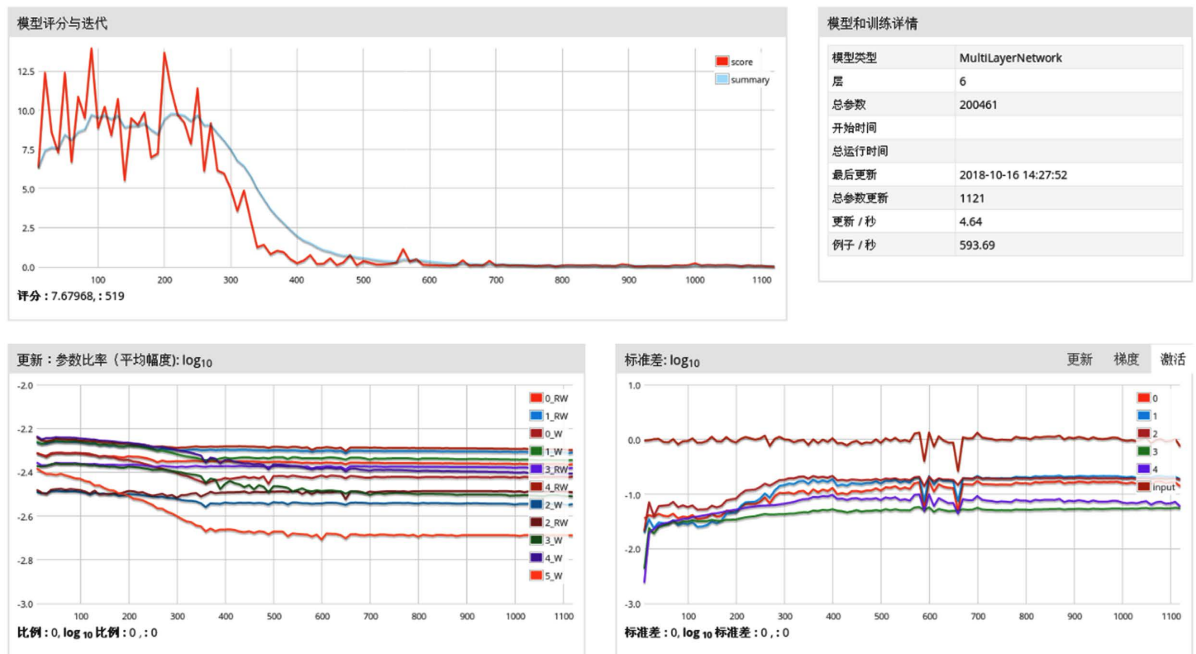 模型评分与迭代
12.5
10.0
7.5
5.0
2.5
0.0
100 200 300 400 500 600 700 800 900 1000 1100
score
summary
评分 : 7.67968, : 519
模型和训练详情
模型类型 MultiLayerNetwork
层 6
总参数 200461
开始时间
总运行时间
最后更新 2018-10-16 14:27:52
总参数更新 1121
更新 / 秒 4.64
例子 / 秒 593.69
更新：参数比率（平均幅度): log10
-2.0
-2.2
-2.4
-2.6
-2.8
-3.0
100 200 300 400 500 600 700 800 900 1000 1100
0_RW
1_RW
0_W
1_W
3_RW
4_RW
2_W
2_RW
3_W
4_W
5_W
比例 : 0, log 10 比例 : 0 , : 0
标准差: log10 更新 梯度 激活
1.0
0.0
-1.0
-2.0
-3.0
100 200 300 400 500 600 700 800 900 1000 1100
0
1
2
3
4
input
标准差 : 0, log 10 标准差 : 0 , : 0